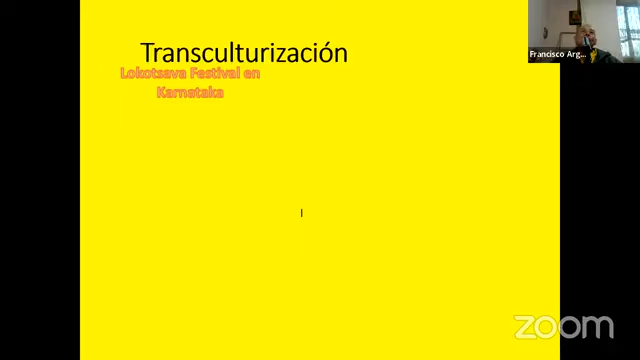 Transculturización
Lokotsava Festival en
Karnataka
Francisco Arg...
zoom